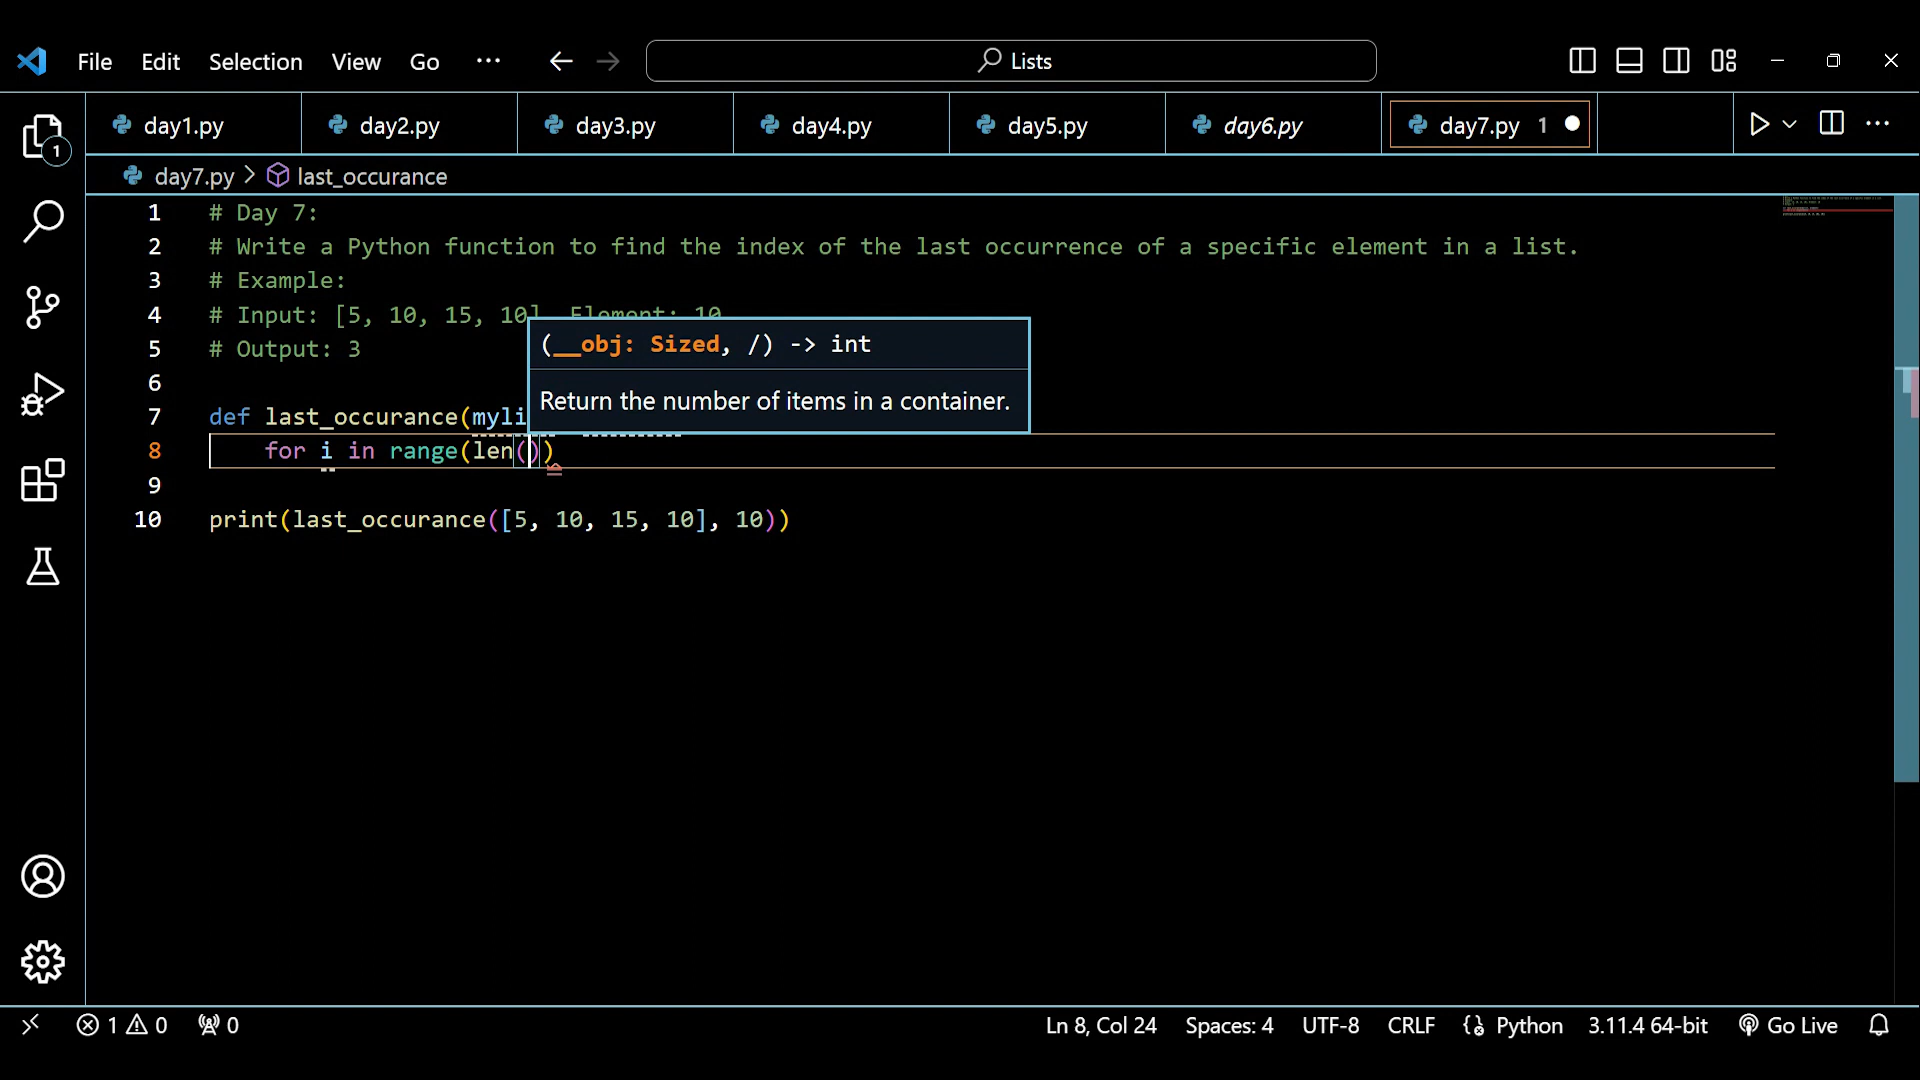 File Edit Selection View Go ··· Lists
day1.py day2.py day3.py day4.py day5.py day6.py day7.py 1
1
day7.py > last_occurance
1 # Day 7:
2 # Write a Python function to find the index of the last occurrence of a specific element in a list.
3 # Example:
4 # Input: [5, 10, 15, 10], Element: 10
5 # Output: 3
(__obj: Sized, /) -> int
Return the number of items in a container.
6
7 def last_occurance(myli
8 for i in range(len())
9
10 print(last_occurance([5, 10, 15, 10], 10))
1 0 0 Ln 8, Col 24 Spaces: 4 UTF-8 CRLF Python 3.11.4 64-bit Go Live